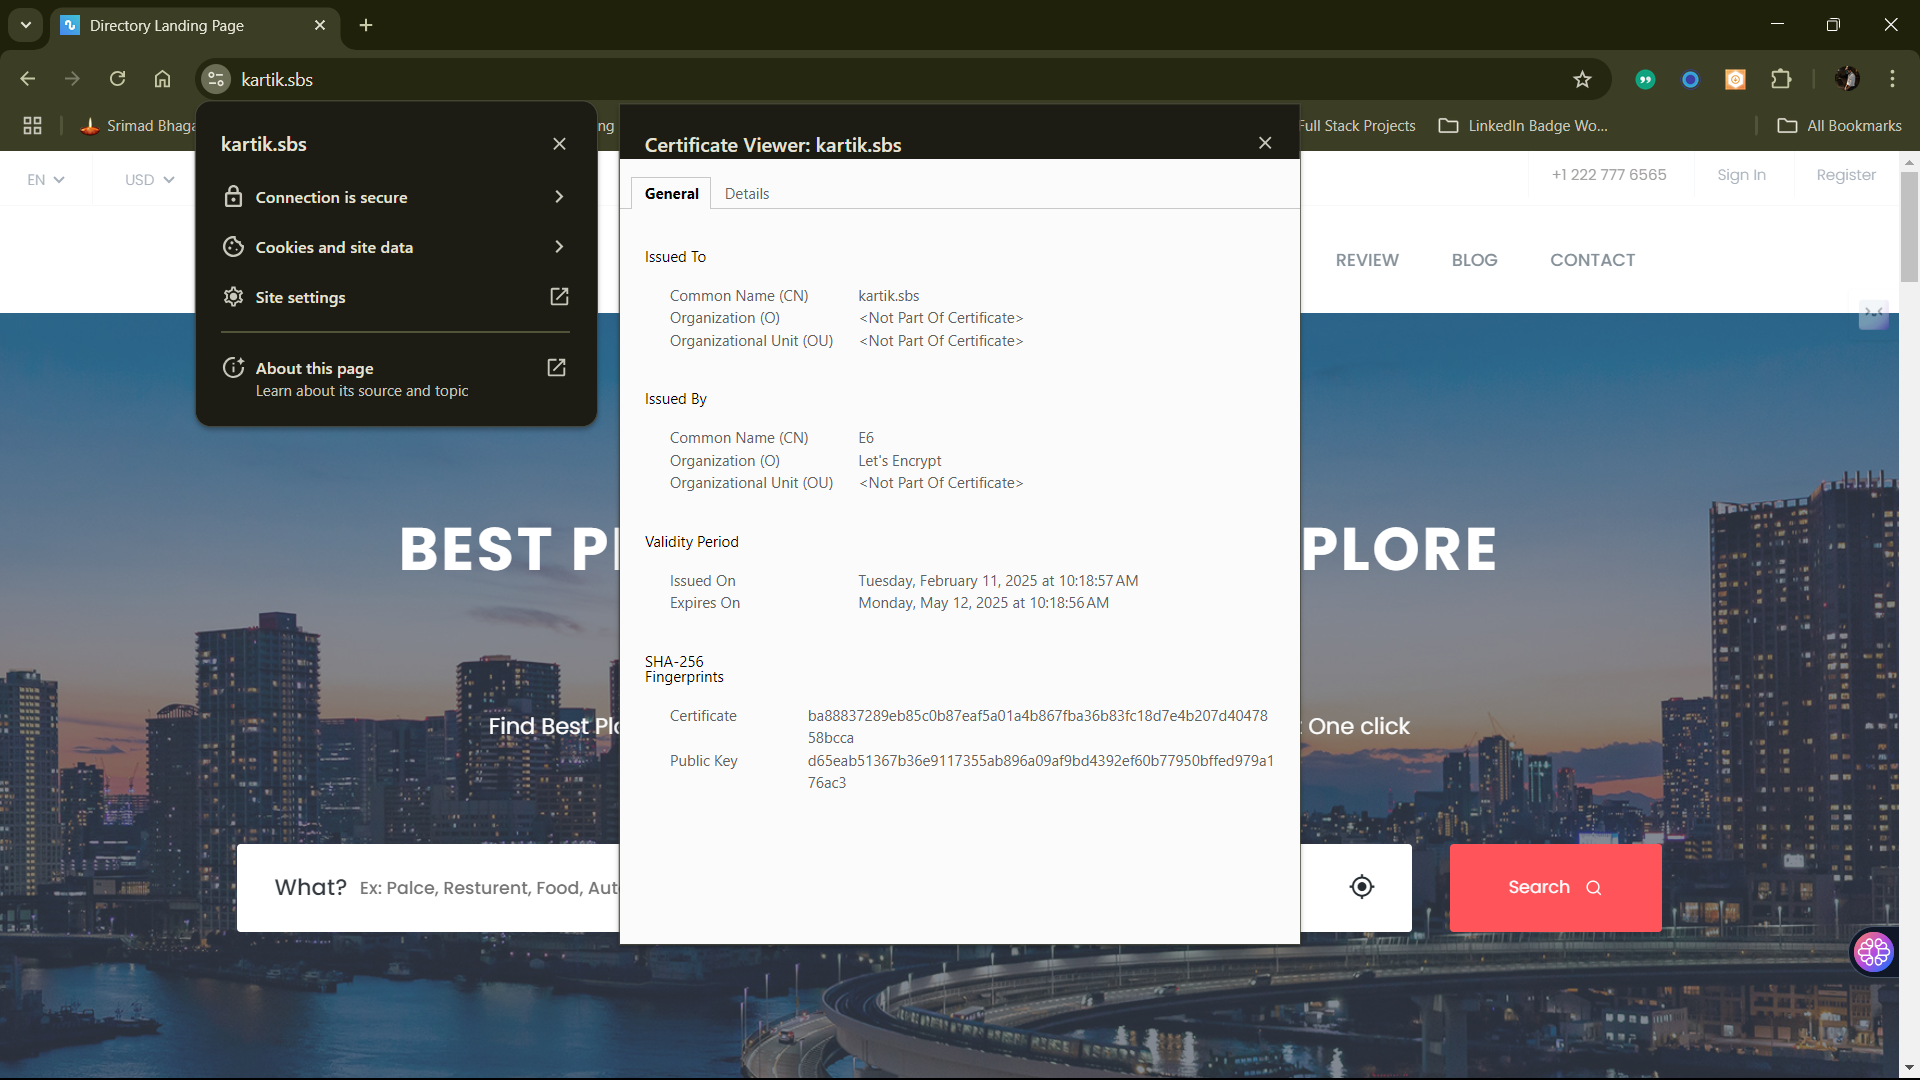 Directory Landing Page
kartik.sbs
Srimad Bhaga
ng
Full Stack Projects
LinkedIn Badge Wo...
All Bookmarks
kartik.sbs
Connection is secure
Cookies and site data
Site settings
About this page
Learn about its source and topic
Certificate Viewer: kartik.sbs
General Details
Issued To
Common Name (CN) kartik.sbs
Organization (O) <Not Part Of Certificate>
Organizational Unit (OU) <Not Part Of Certificate>
Issued By
Common Name (CN) E6
Organization (O) Let's Encrypt
Organizational Unit (OU) <Not Part Of Certificate>
Validity Period
Issued On Tuesday, February 11, 2025 at 10:18:57 AM
Expires On Monday, May 12, 2025 at 10:18:56 AM
SHA-256
Fingerprints
Certificate ba88837289eb85c0b87eaf5a01a4b867fba36b83fc18d7e4b207d40478
58bcca
Public Key d65eab51367b36e9117355ab896a09af9bd4392ef60b77950bffed979a1
76ac3
EN USD
+1 222 777 6565 Sign In Register
REVIEW BLOG CONTACT
BEST P PLORE
Find Best Pl One click
What? Ex: Palce, Resturent, Food, Aut
Search